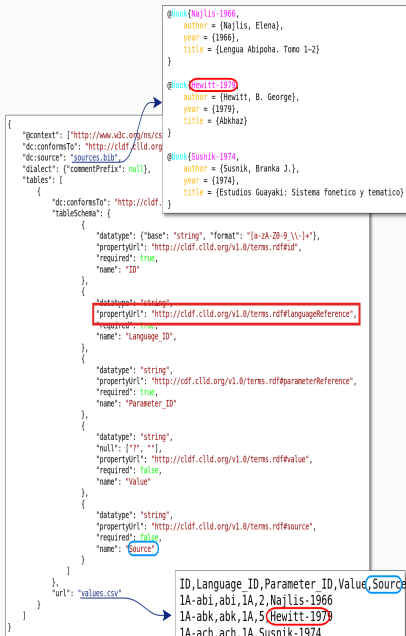 @book{Najlis-1966,
author = {Najlis, Elena},
year = {1966},
title = {Lengua Abipoha. Tomo 1-2}
}
@book{Hewitt-1979,
author = {Hewitt, B. George},
year = {1979},
title = {Abkhaz}
}
@book{Susnik-1974,
author = {Susnik, Branka J.},
year = {1974},
title = {Estudios Guayaki: Sistema fonetico y tematico}
}
{
"@context": ["http://www.w3c.org/ns/cs
"dc:conformsTo": "http://cldf.clld.org
"dc:source": "sources.bib",
"dialect": {"commentPrefix": null},
"tables": [
{
"dc:conformsTo": "http://cldf.
"tableSchema": {
{
"datatype": {"base": "string", "format": "[a-zA-Z0-9_\\-]+"},
"propertyUrl": "http://cldf.clld.org/v1.0/terms.rdf#id",
"required": true,
"name": "ID"
},
{
"datatype": "string",
"propertyUrl": "http://cldf.clld.org/v1.0/terms.rdf#languageReference",
"required": true,
"name": "Language_ID",
},
{
"datatype": "string",
"propertyUrl": "http://cdf.clld.org/v1.0/terms.rdf#parameterReference",
"required": true,
"name": "Parameter_ID"
{
"datatype": "string",
"null": ["?", ""],
"propertyUrl": "http://cldf.clld.org/v1.0/terms.rdf#value",
"required": false,
"name": "Value"
},
{
"datatype": "string",
"propertyUrl": "http://cldf.clld.org/v1.0/terms.rdf#source",
"required": false,
"name": "Source"
}
]
},
"url": "values.csv"
}
]
}
ID,Language_ID,Parameter_ID,Value,Source
1A-abi,abi,1A,2,Najlis-1966
1A-abk,abk,1A,5,Hewitt-1979
1A-ach,ach,1A,Susnik-1974